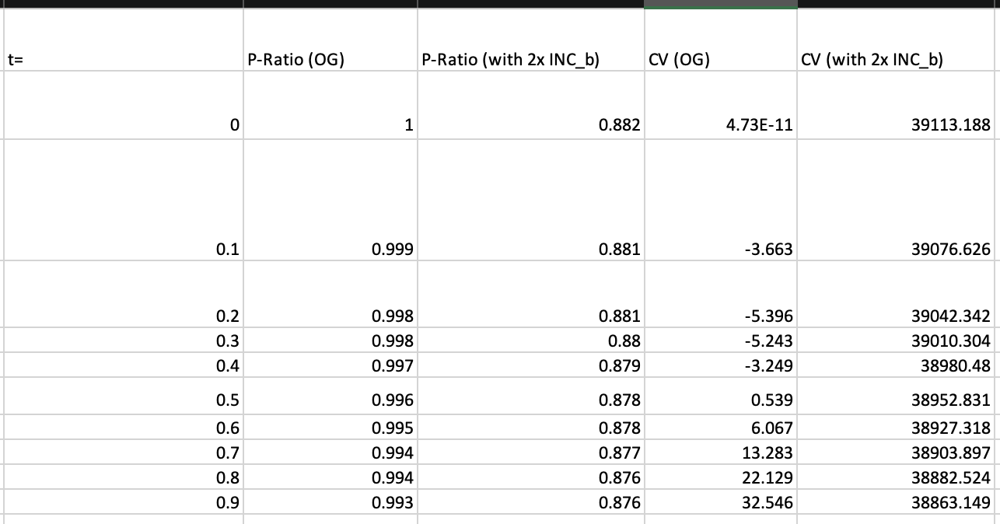 t= P-Ratio (OG) P-Ratio (with 2x INC_b) CV (OG) CV (with 2x INC_b)
0 1 0.882 4.73E-11 39113.188
0.1 0.999 0.881 -3.663 39076.626
0.2 0.998 0.881 -5.396 39042.342
0.3 0.998 0.88 -5.243 39010.304
0.4 0.997 0.879 -3.249 38980.48
0.5 0.996 0.878 0.539 38952.831
0.6 0.995 0.878 6.067 38927.318
0.7 0.994 0.877 13.283 38903.897
0.8 0.994 0.876 22.129 38882.524
0.9 0.993 0.876 32.546 38863.149